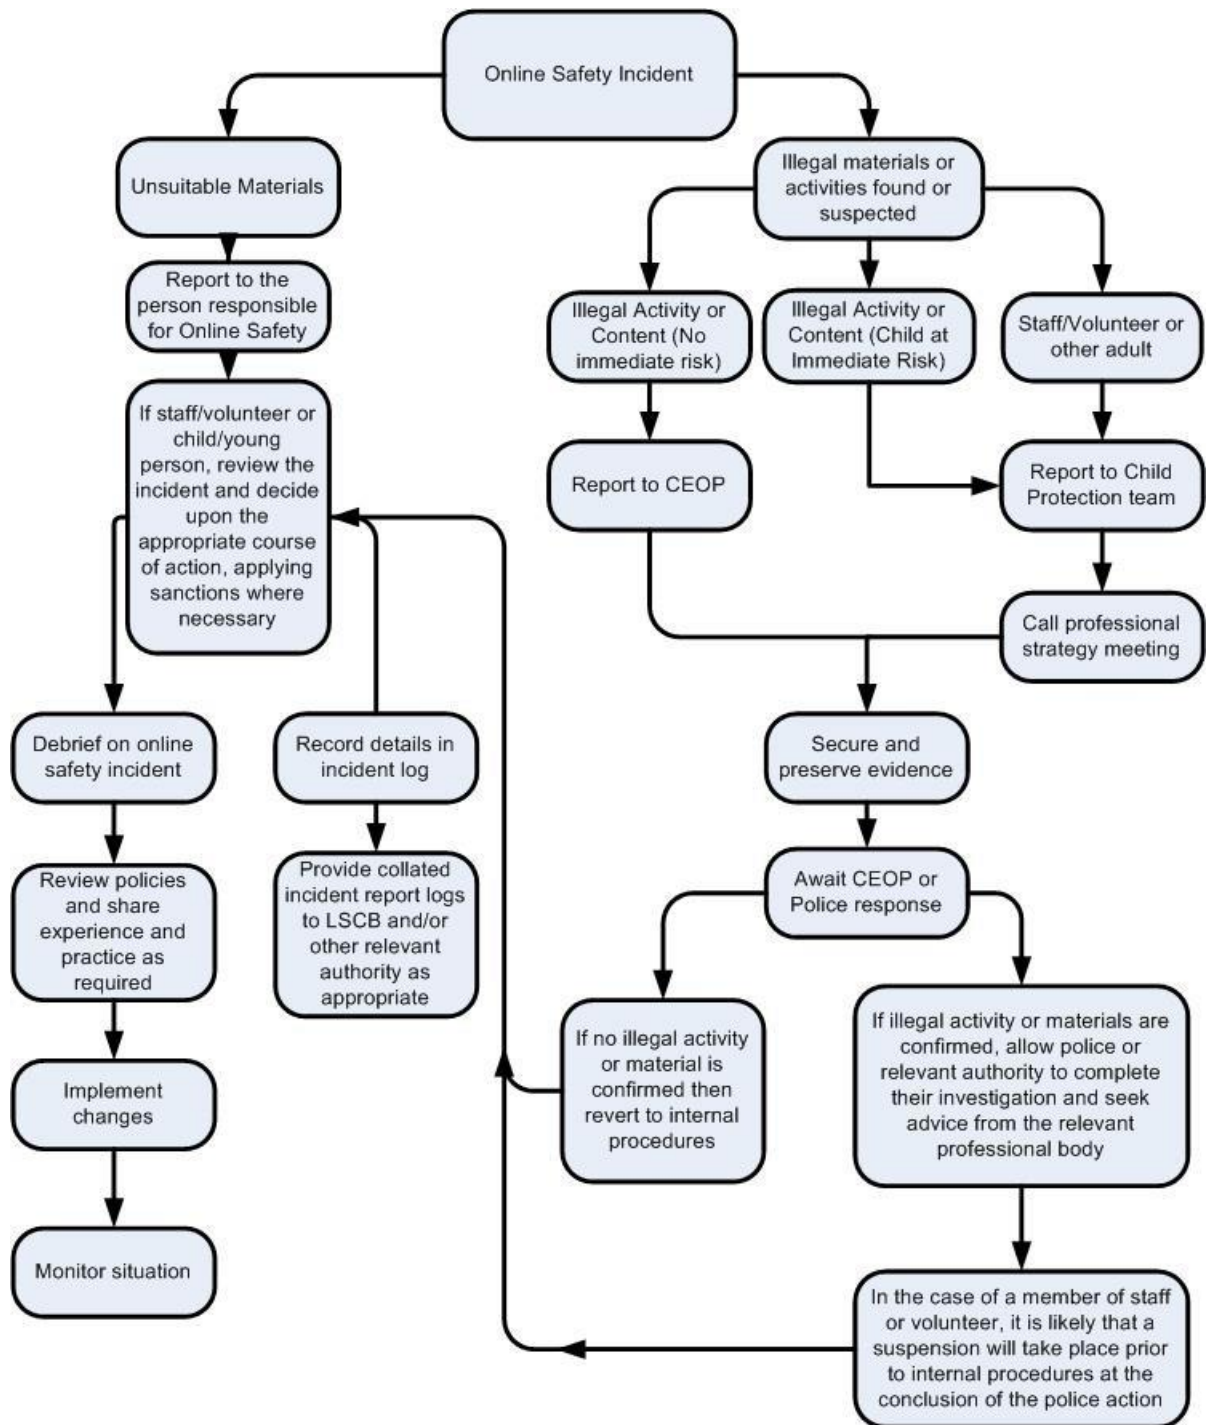 Online Safety Incident
Unsuitable Materials
Report to the
person responsible
for Online Safety
If staff/volunteer or
child/young
person, review the
incident and decide
upon the
appropriate course
of action, applying
sanctions where
necessary
Debrief on online
safety incident
Review policies
and share
experience and
practice as
required
Implement
changes
Monitor situation
Record details in
incident log
Provide collated
incident report logs
to LSCB and/or
other relevant
authority as
appropriate
Illegal materials or
activities found or
suspected
Illegal Activity or
Content (No
immediate risk)
Illegal Activity or
Content (Child at
Immediate Risk)
Staff/Volunteer or
other adult
Report to CEOP
Report to Child
Protection team
Call professional
strategy meeting
Secure and
preserve evidence
Await CEOP or
Police response
If no illegal activity
or material is
confirmed then
revert to internal
procedures
If illegal activity or materials are
confirmed, allow police or
relevant authority to complete
their investigation and seek
advice from the relevant
professional body
In the case of a member of staff
or volunteer, it is likely that a
suspension will take place prior
to internal procedures at the
conclusion of the police action